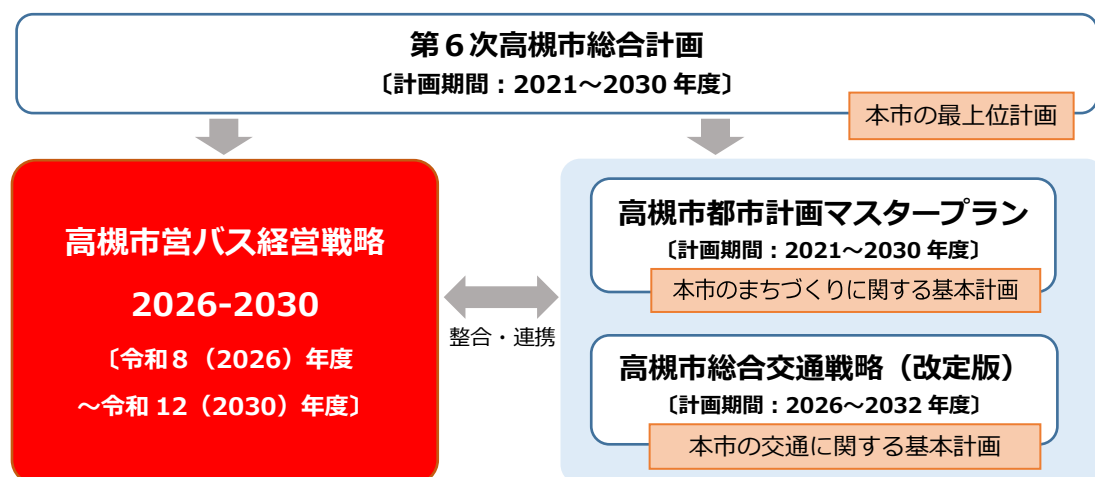 第６次高槻市総合計画
〔計画期間：2021～2030 年度〕
本市の最上位計画
高槻市営バス経営戦略
2026-2030
〔令和８（2026）年度
～令和 12（2030）年度〕
整合・連携
高槻市都市計画マスタープラン
〔計画期間：2021～2030 年度〕
本市のまちづくりに関する基本計画
高槻市総合交通戦略（改定版）
〔計画期間：2026～2032 年度〕
本市の交通に関する基本計画